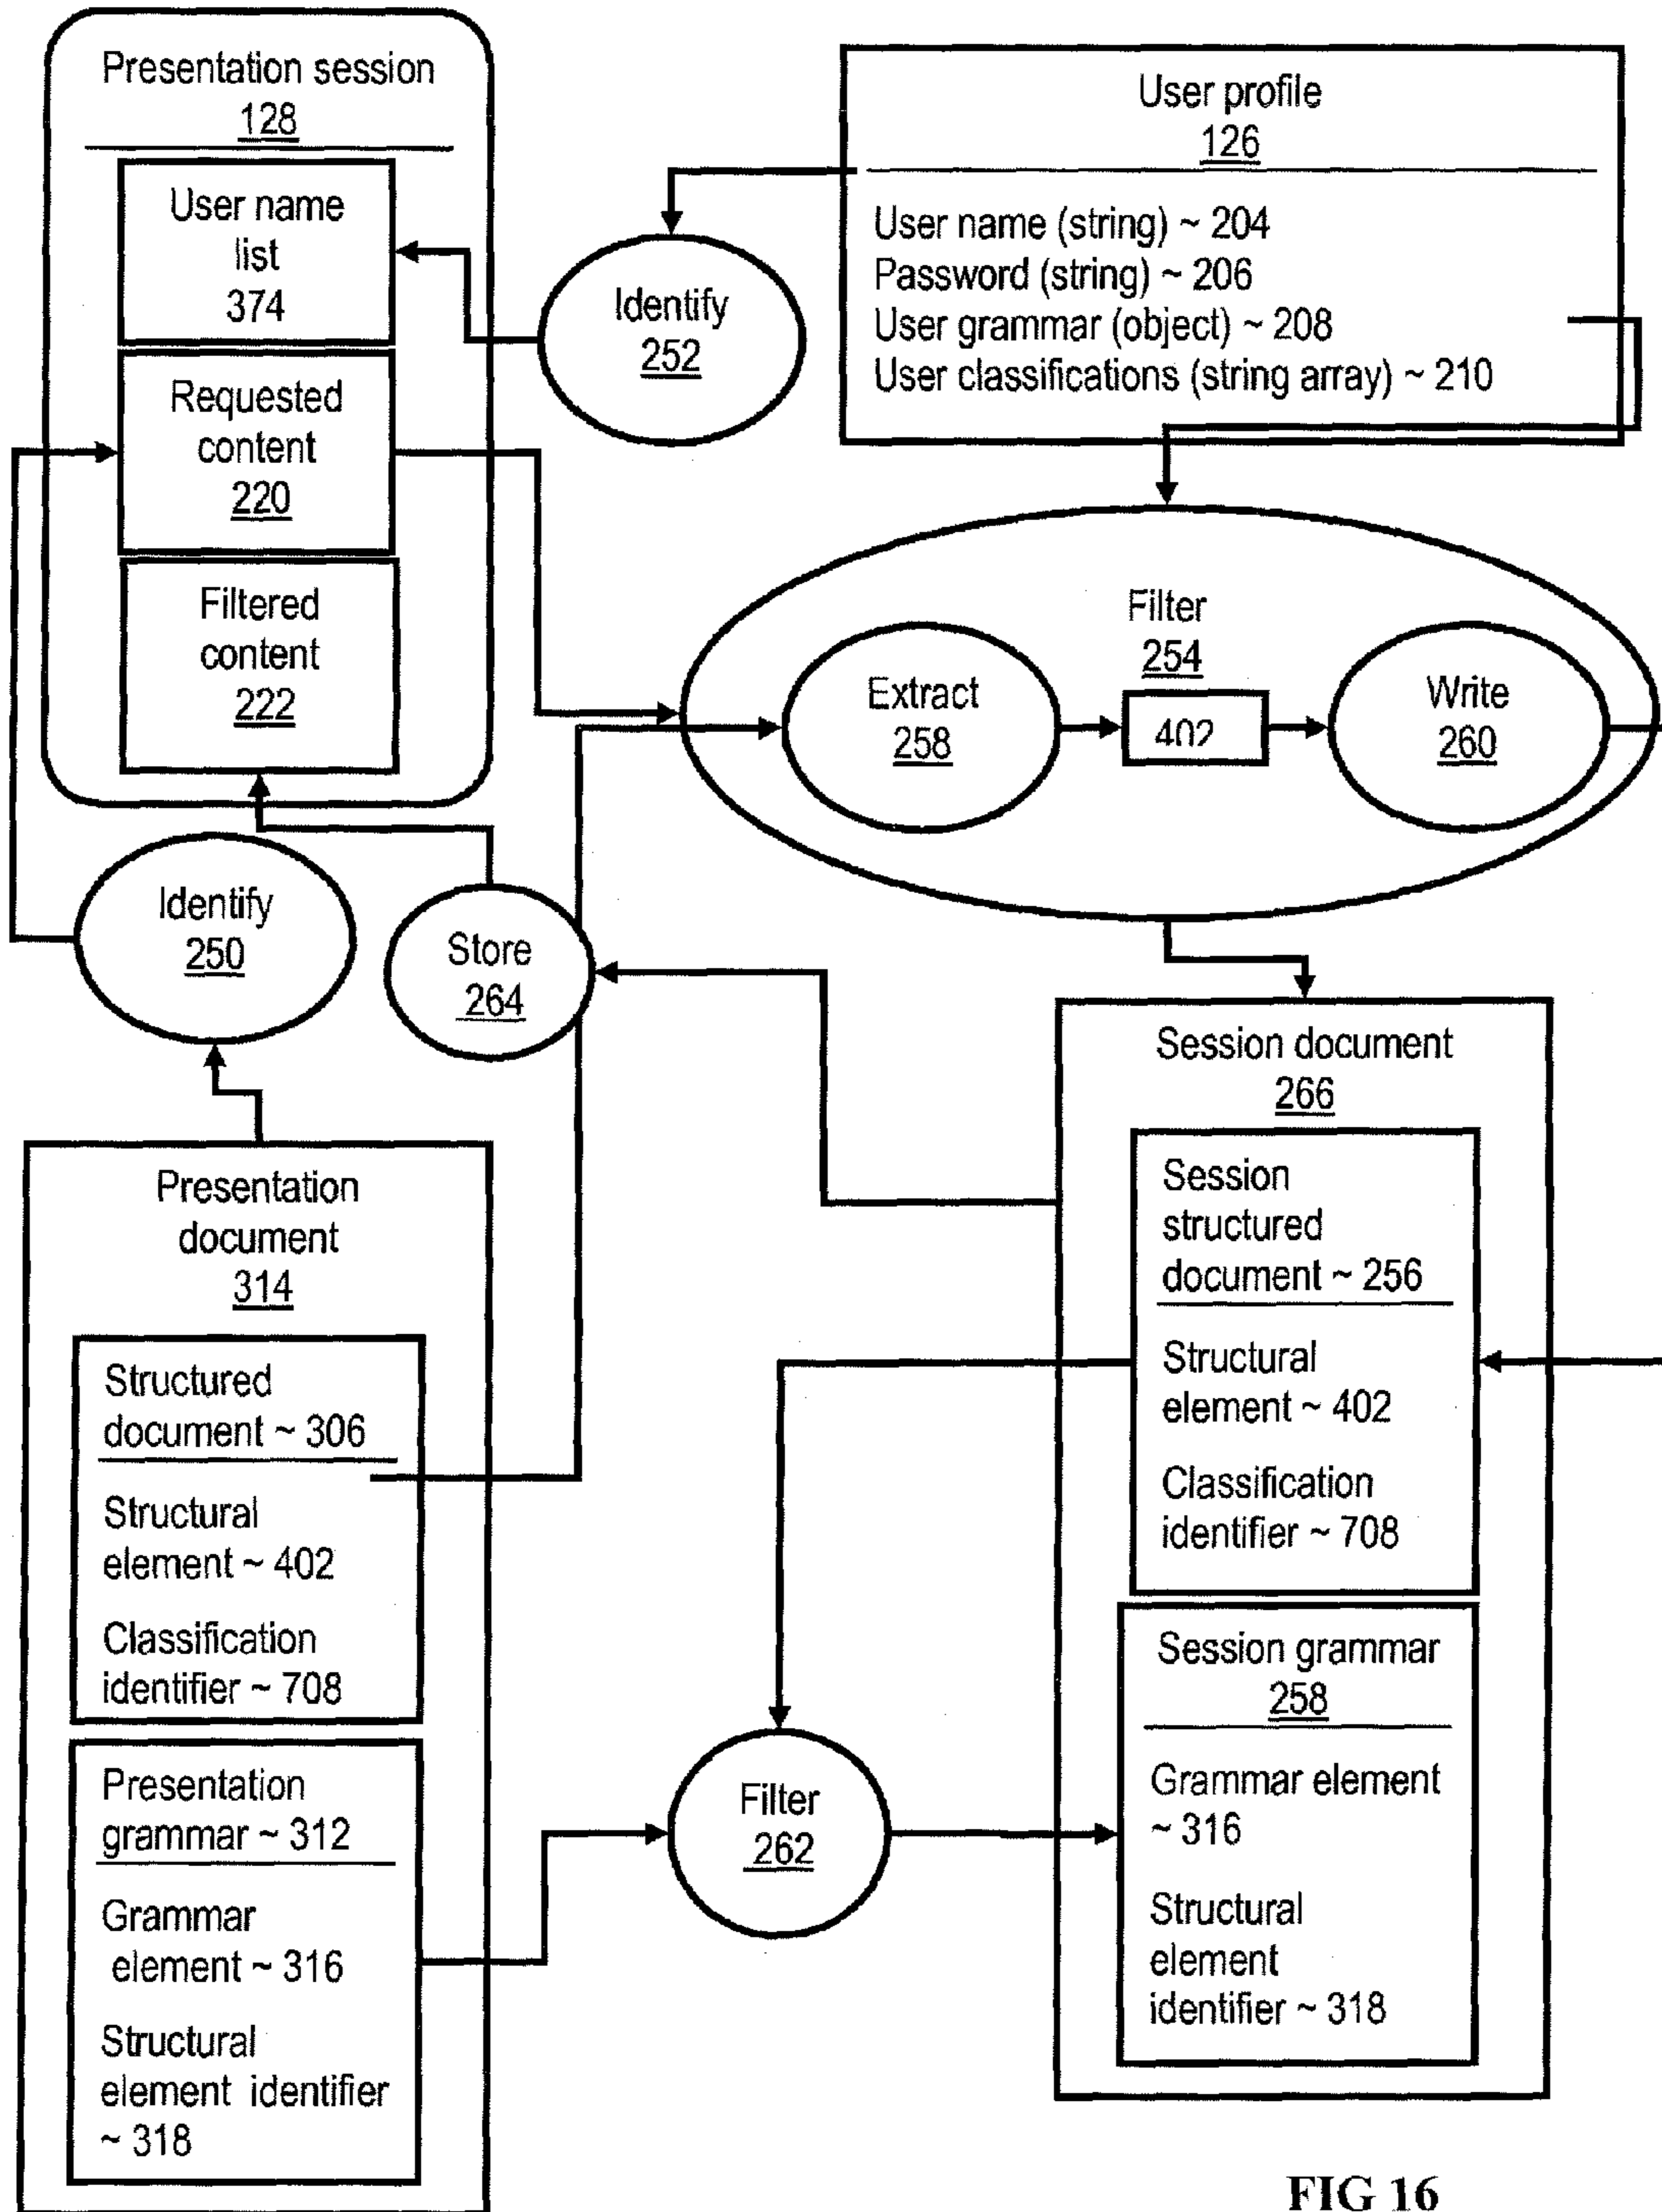 Presentation session
128
User name
list
374
Requested
content
220
Filtered
content
222
User profile
126
User name (string) ~ 204
Password (string) ~ 206
User grammar (object) ~ 208
User classifications (string array) ~ 210
Identify
252
Filter
254
Extract
258
402
Write
260
Identify
250
Store
264
Presentation
document
314
Structured
document ~ 306
Structural
element ~ 402
Classification
identifier ~ 708
Presentation
grammar ~ 312
Grammar
element ~ 316
Structural
element identifier
~ 318
Filter
262
Session document
266
Session
structured
document ~ 256
Structural
element ~ 402
Classification
identifier ~ 708
Session grammar
258
Grammar element
~ 316
Structural
element
identifier ~ 318
FIG 16